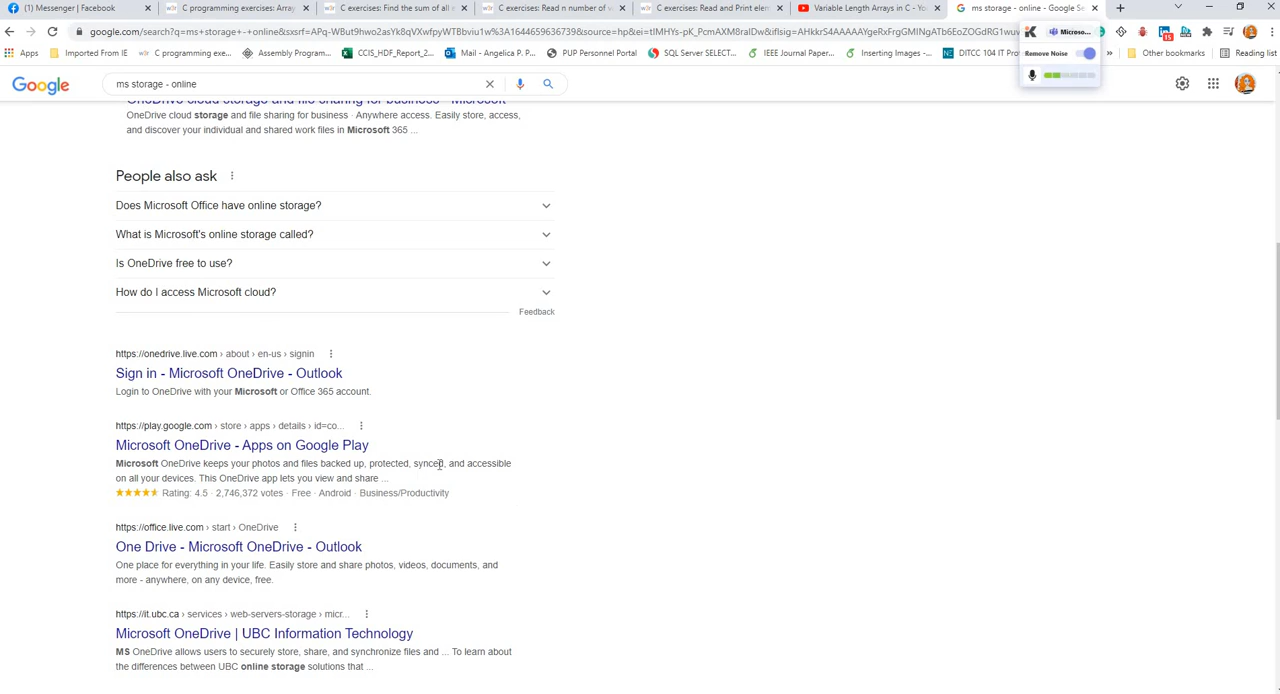 (1) Messenger | Facebook
C programming exercises: Array
C exercises: Find the sum of all
C exercises: Read n number of v
C exercises: Read and Print elem
Variable Length Arrays in C - Yo
ms storage - online - Google Se
google.com/search?q=ms+storage+-+online&sxsrf=APq-WBut9hwo2asYk8qVXwfpyWTBbviu1w%3A1644659636739&source=hp&ei=tIMHYs-pK_PcmAXM8raIDw&iflsig=AHkkrS4AAAAAYgeRxFrgGMINgATb6EoZOGdRG1wuv
Microso...
15
Apps
Imported From IE
C programming exe...
Assembly Program...
CCIS_HDF_Report_2...
Mail - Angelica P. P...
PUP Personnel Portal
SQL Server SELECT...
IEEE Journal Paper...
Inserting Images -...
DITCC 104 IT Pro
Remove Noise
»
Other bookmarks
Reading list
Google
ms storage - online
OneDrive cloud storage and file sharing for business - Microsoft
OneDrive cloud storage and file sharing for business · Anywhere access. Easily store, access,
and discover your individual and shared work files in Microsoft 365 ...
People also ask
Does Microsoft Office have online storage?
What is Microsoft's online storage called?
Is OneDrive free to use?
How do I access Microsoft cloud?
Feedback
https://onedrive.live.com › about › en-us › signin
Sign in - Microsoft OneDrive - Outlook
Login to OneDrive with your Microsoft or Office 365 account.
https://play.google.com › store › apps › details › id=co...
Microsoft OneDrive - Apps on Google Play
Microsoft OneDrive keeps your photos and files backed up, protected, synced, and accessible
on all your devices. This OneDrive app lets you view and share ...
Rating: 4.5 · 2,746,372 votes · Free · Android · Business/Productivity
https://office.live.com › start › OneDrive
One Drive - Microsoft OneDrive - Outlook
One place for everything in your life. Easily store and share photos, videos, documents, and
more - anywhere, on any device, free.
https://it.ubc.ca › services › web-servers-storage › micr...
Microsoft OneDrive | UBC Information Technology
MS OneDrive allows users to securely store, share, and synchronize files and ... To learn about
the differences between UBC online storage solutions that ...